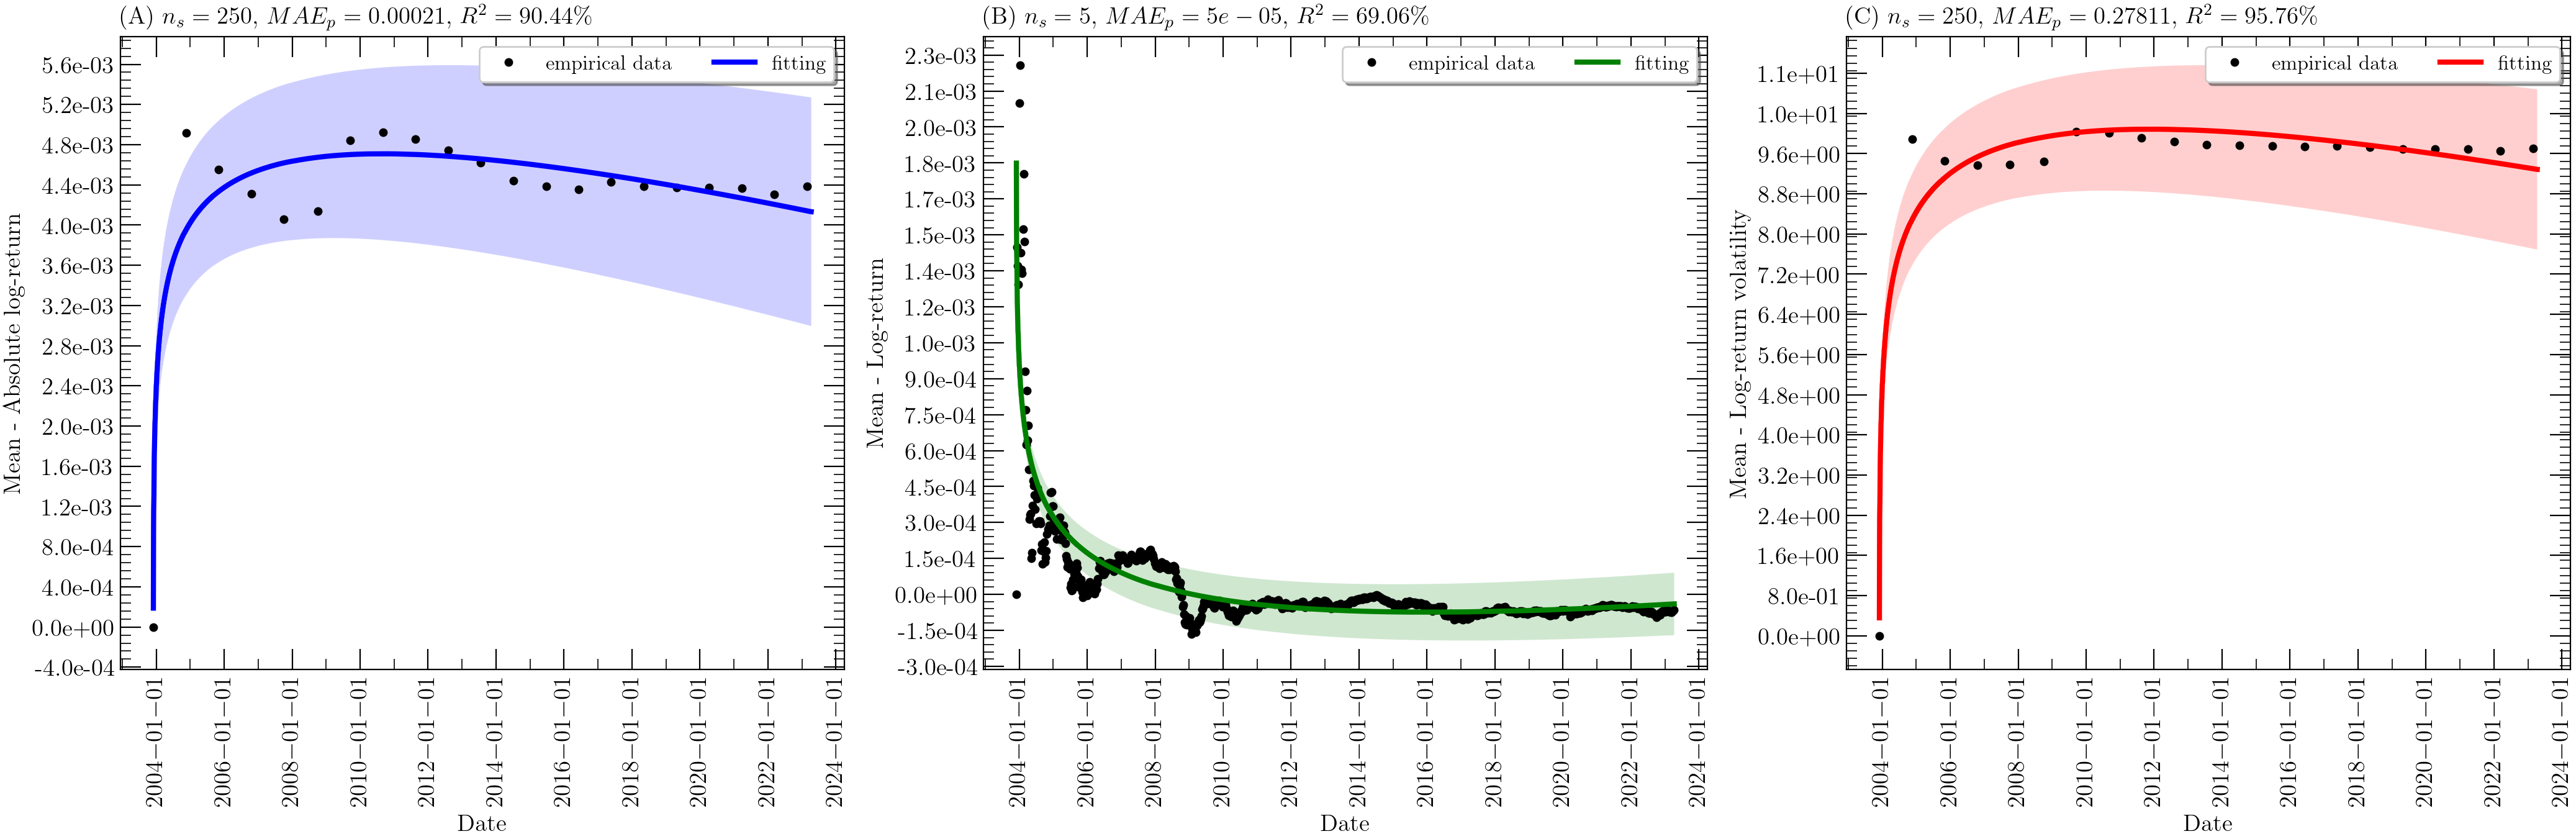 (A) n_s = 250, MAE_p = 0.00021, R^2 = 90.44%
empirical data
fitting
Mean - Absolute log-return
5.6e-03
5.2e-03
4.8e-03
4.4e-03
4.0e-03
3.6e-03
3.2e-03
2.8e-03
2.4e-03
2.0e-03
1.6e-03
1.2e-03
8.0e-04
4.0e-04
0.0e+00
-4.0e-04
2004−01−01
2006−01−01
2008−01−01
2010−01−01
2012−01−01
2014−01−01
2016−01−01
2018−01−01
2020−01−01
2022−01−01
2024−01−01
Date
(B) n_s = 5, MAE_p = 5e − 05, R^2 = 69.06%
empirical data
fitting
Mean - Log-return
2.3e-03
2.1e-03
2.0e-03
1.8e-03
1.7e-03
1.5e-03
1.4e-03
1.2e-03
1.0e-03
9.0e-04
7.5e-04
6.0e-04
4.5e-04
3.0e-04
1.5e-04
0.0e+00
-1.5e-04
-3.0e-04
2004−01−01
2006−01−01
2008−01−01
2010−01−01
2012−01−01
2014−01−01
2016−01−01
2018−01−01
2020−01−01
2022−01−01
2024−01−01
Date
(C) n_s = 250, MAE_p = 0.27811, R^2 = 95.76%
empirical data
fitting
Mean - Log-return volatility
1.1e+01
1.0e+01
9.6e+00
8.8e+00
8.0e+00
7.2e+00
6.4e+00
5.6e+00
4.8e+00
4.0e+00
3.2e+00
2.4e+00
1.6e+00
8.0e-01
0.0e+00
2004−01−01
2006−01−01
2008−01−01
2010−01−01
2012−01−01
2014−01−01
2016−01−01
2018−01−01
2020−01−01
2022−01−01
2024−01−01
Date